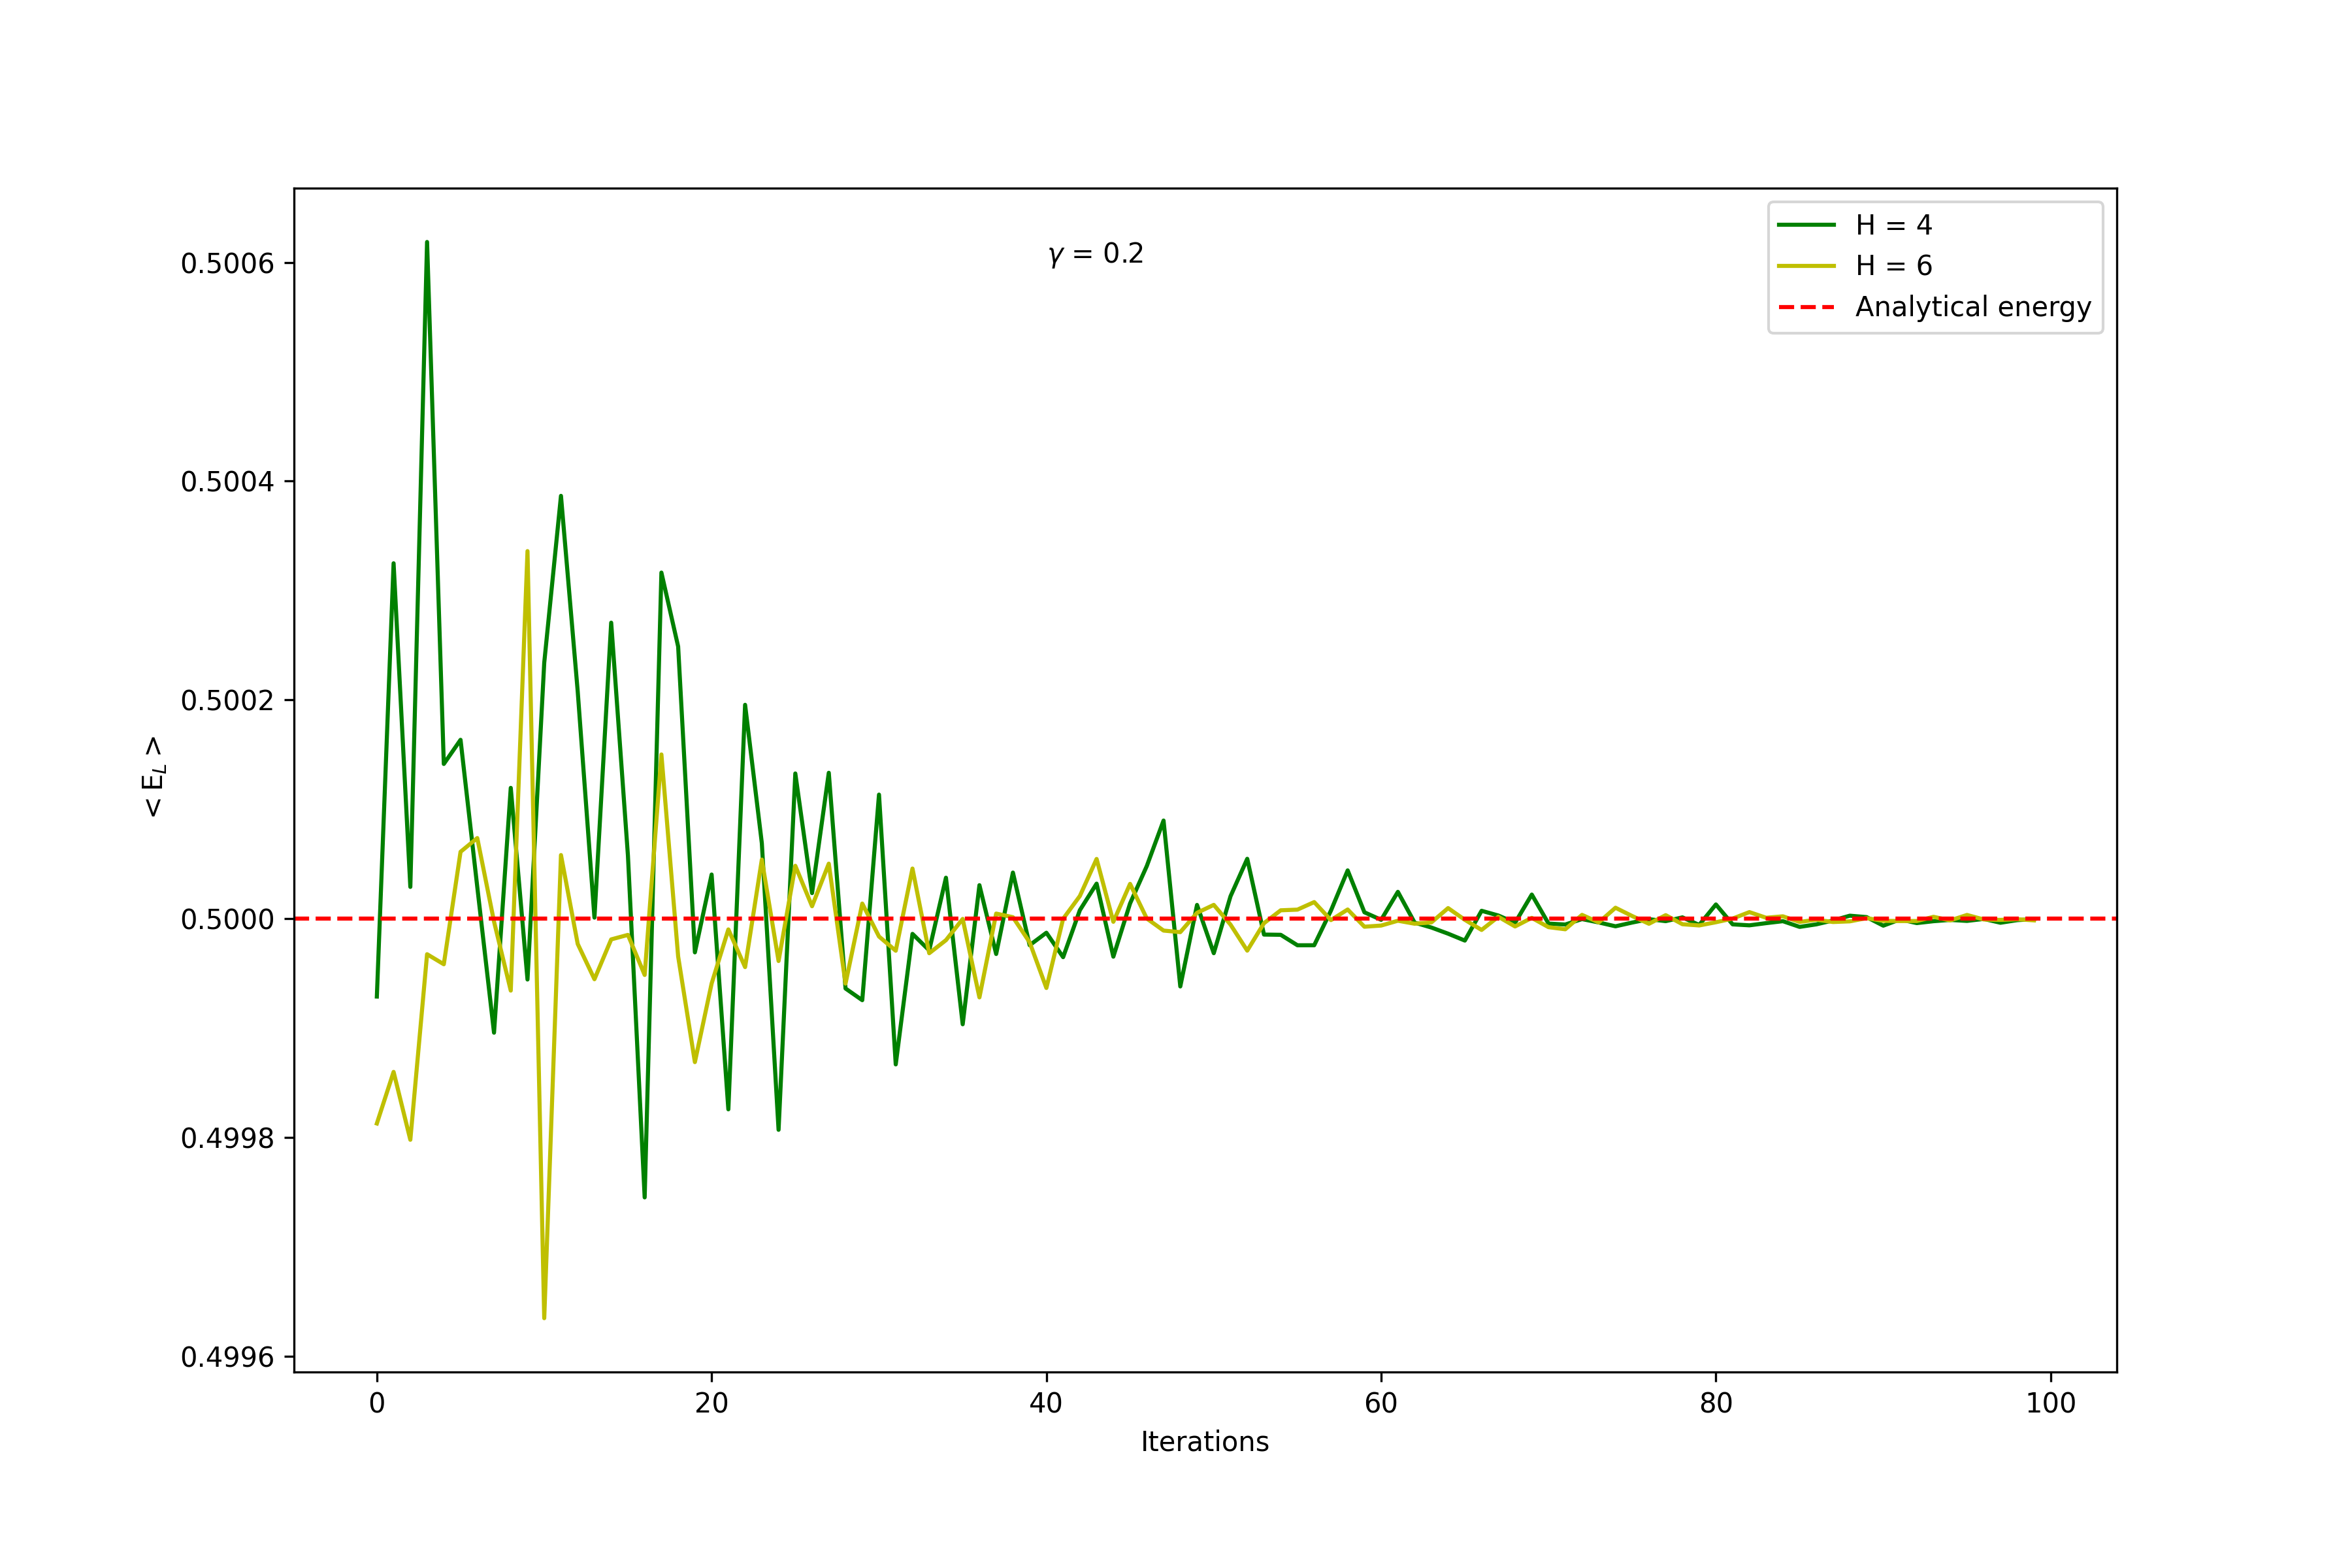 γ = 0.2
H = 4
H = 6
Analytical energy
0.5006
0.5004
0.5002
0.5000
0.4998
0.4996
< E_L >
0 20 40 60 80 100
Iterations